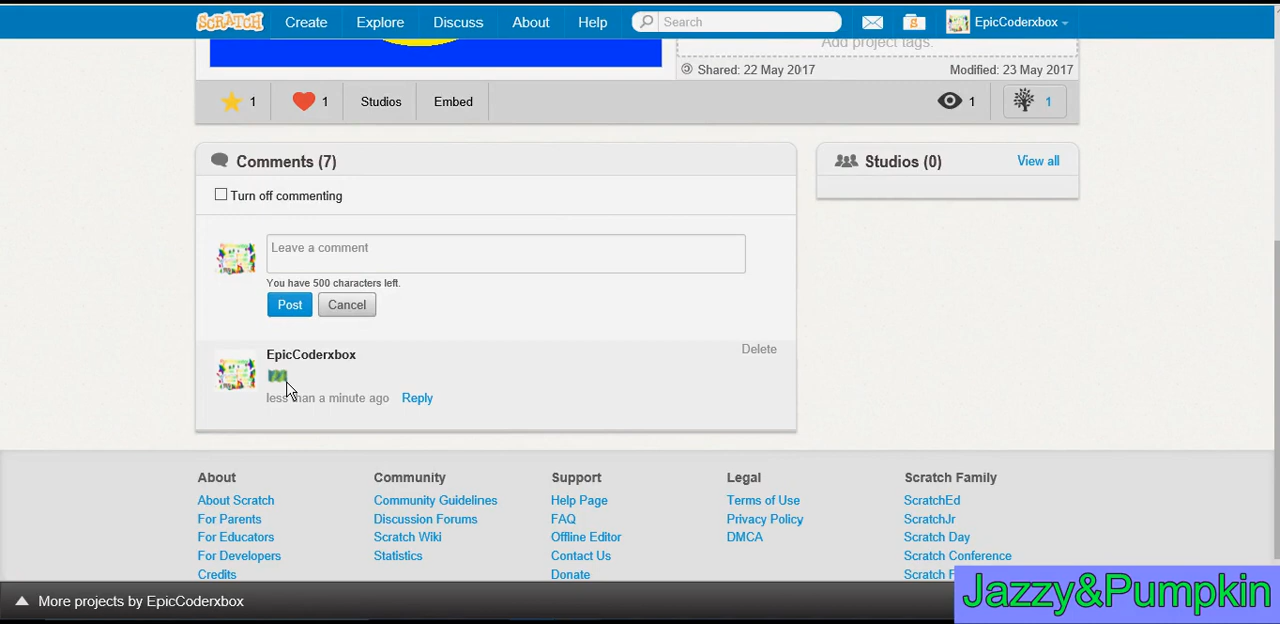 SCRATCH Create Explore Discuss About Help Search EpicCoderxbox
Add project tags.
Shared: 22 May 2017 Modified: 23 May 2017
1 1 Studios Embed 1 1
Comments (7) Studios (0) View all
Turn off commenting
Leave a comment
You have 500 characters left.
Post Cancel
EpicCoderxbox Delete
less than a minute ago Reply
About Community Support Legal Scratch Family
About Scratch Community Guidelines Help Page Terms of Use ScratchEd
For Parents Discussion Forums FAQ Privacy Policy ScratchJr
For Educators Scratch Wiki Offline Editor DMCA Scratch Day
For Developers Statistics Contact Us Scratch Conference
Credits Donate Scratch F
More projects by EpicCoderxbox
Jazzy&Pumpkin